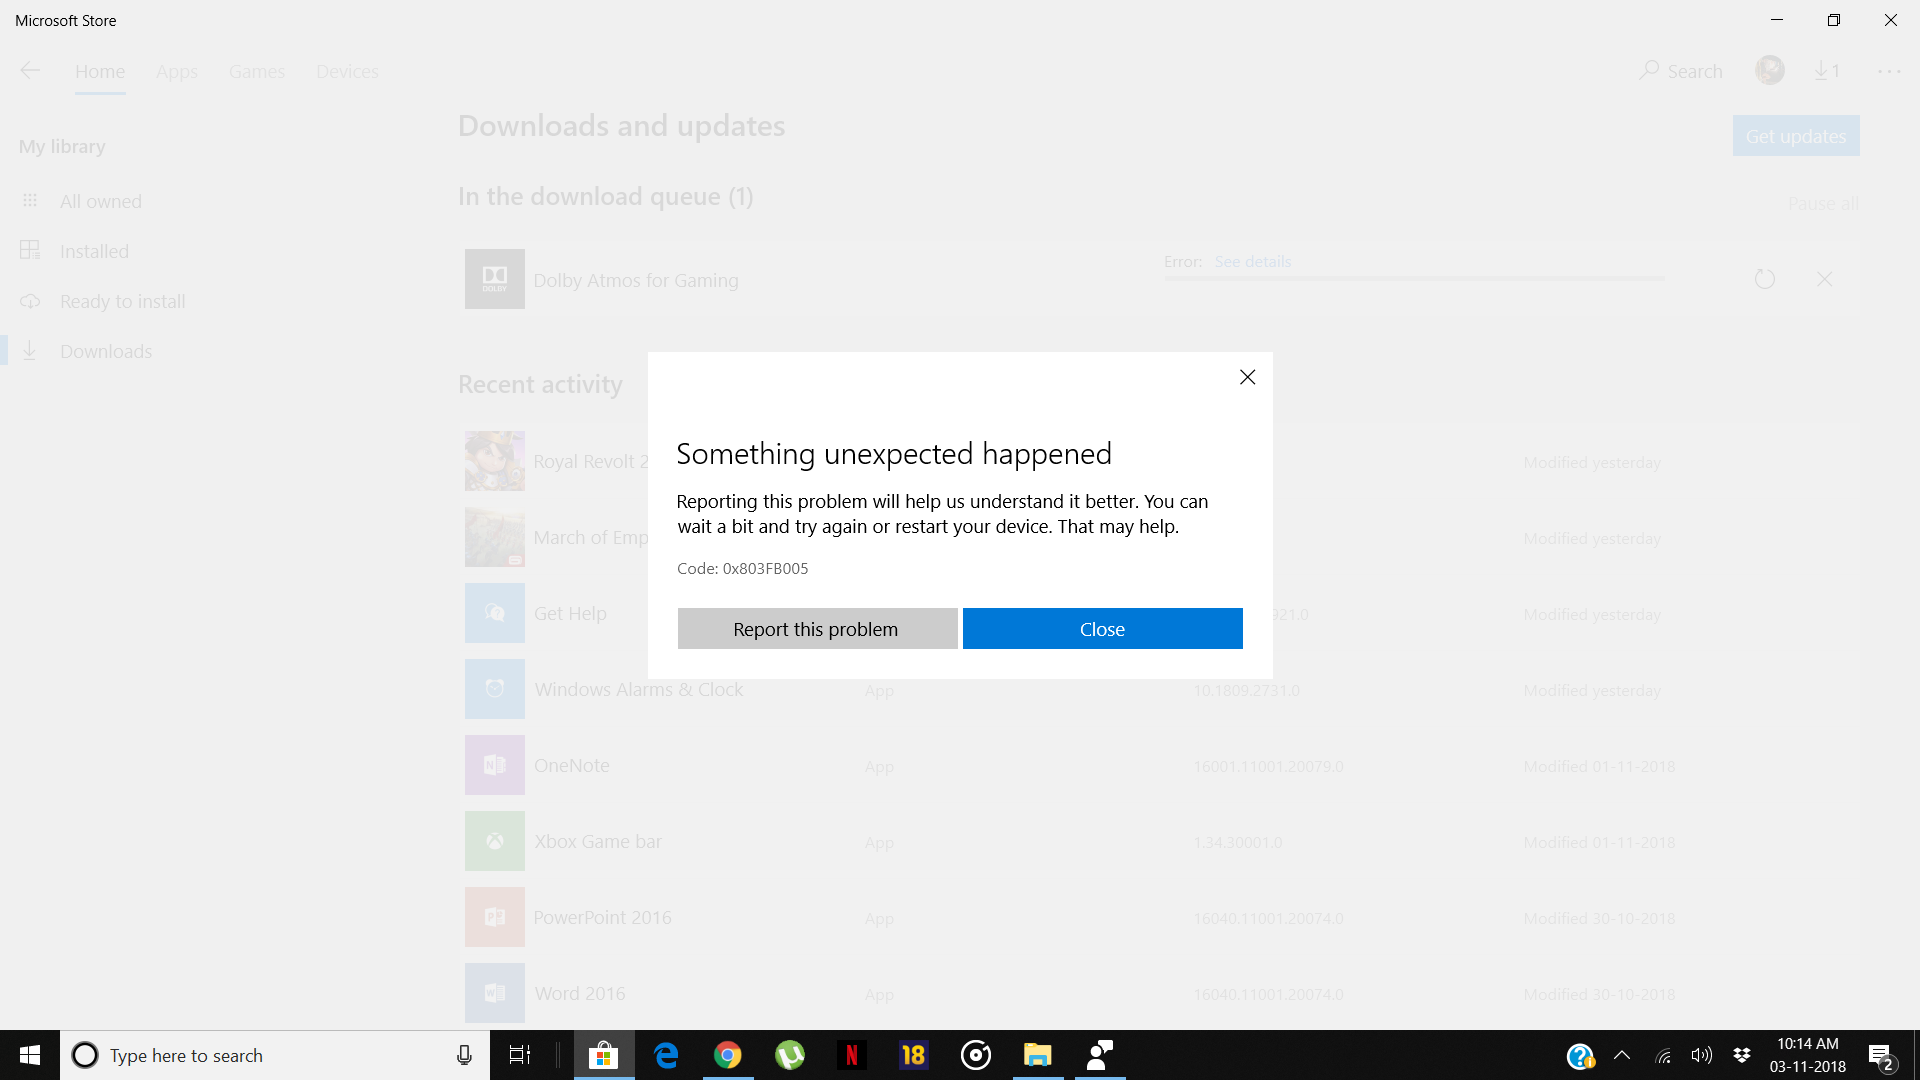 Microsoft Store
Home Apps Games Devices
Search
1
My library
All owned
Installed
Ready to install
Downloads
Downloads and updates
Get updates
In the download queue (1)
Pause all
DOLBY
Dolby Atmos for Gaming
Error: See details
Recent activity
Royal Revolt 2
Modified yesterday
March of Emp
Modified yesterday
Get Help
921.0
Modified yesterday
Windows Alarms & Clock App 10.1809.2731.0 Modified yesterday
OneNote App 16001.11001.20079.0 Modified 01-11-2018
Xbox Game bar App 1.34.30001.0 Modified 01-11-2018
PowerPoint 2016 App 16040.11001.20074.0 Modified 30-10-2018
Word 2016 App 16040.11001.20074.0 Modified 30-10-2018
Something unexpected happened
Reporting this problem will help us understand it better. You can
wait a bit and try again or restart your device. That may help.
Code: 0x803FB005
Report this problem
Close
Type here to search
N
18
10:14 AM
03-11-2018
2